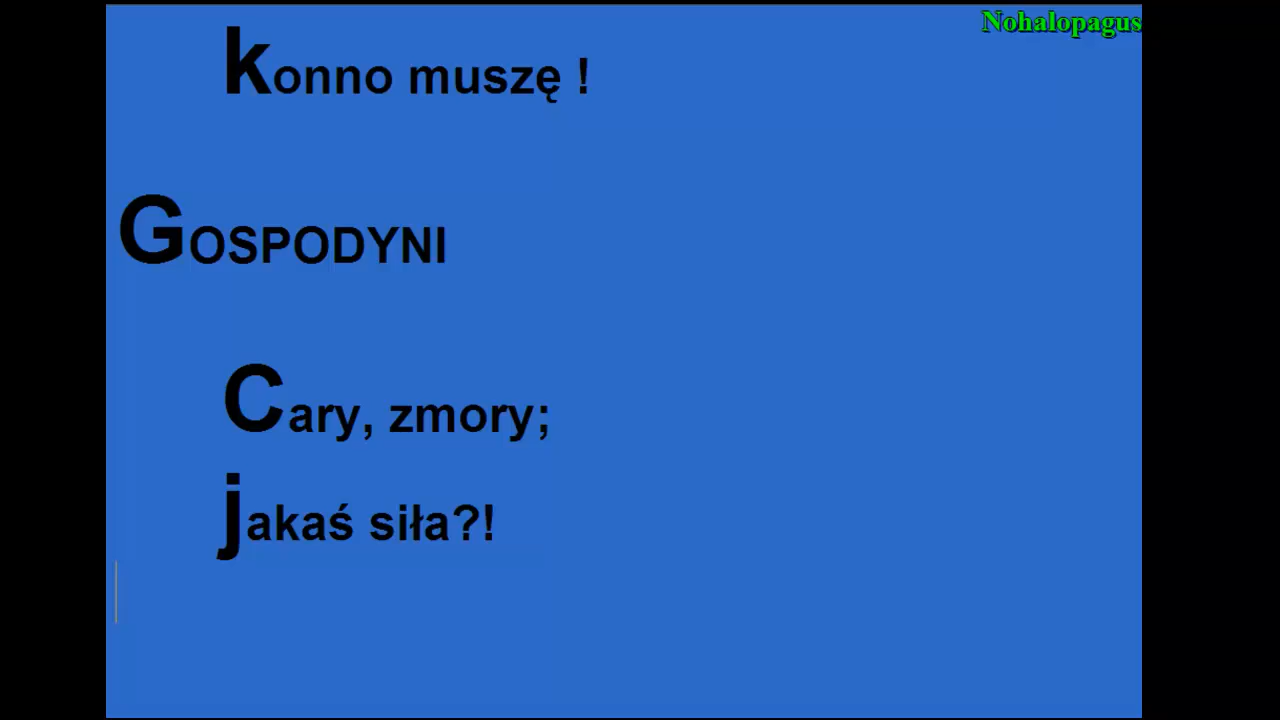 Nohalopagus
konno muszę !
GOSPODYNI
Cary, zmory;
jakaś siła?!